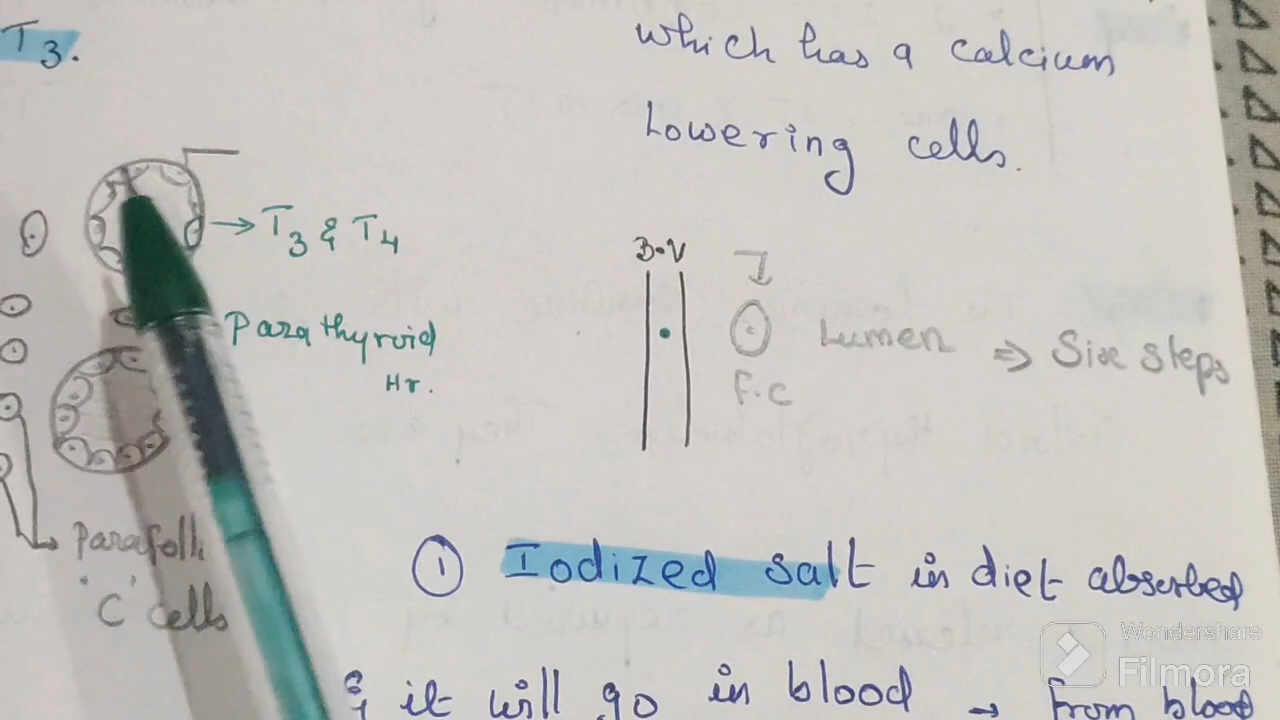 T3.
which has a calcium
Lowering cells.
→ T3 & T4
B.V
I
Parathyroid
Hr.
Lumen ⇒ Six steps
F.C
Parafoll
'C' cells
① Iodized salt in diet absorbed
it will go in blood → from blood
Wondershare
Filmora